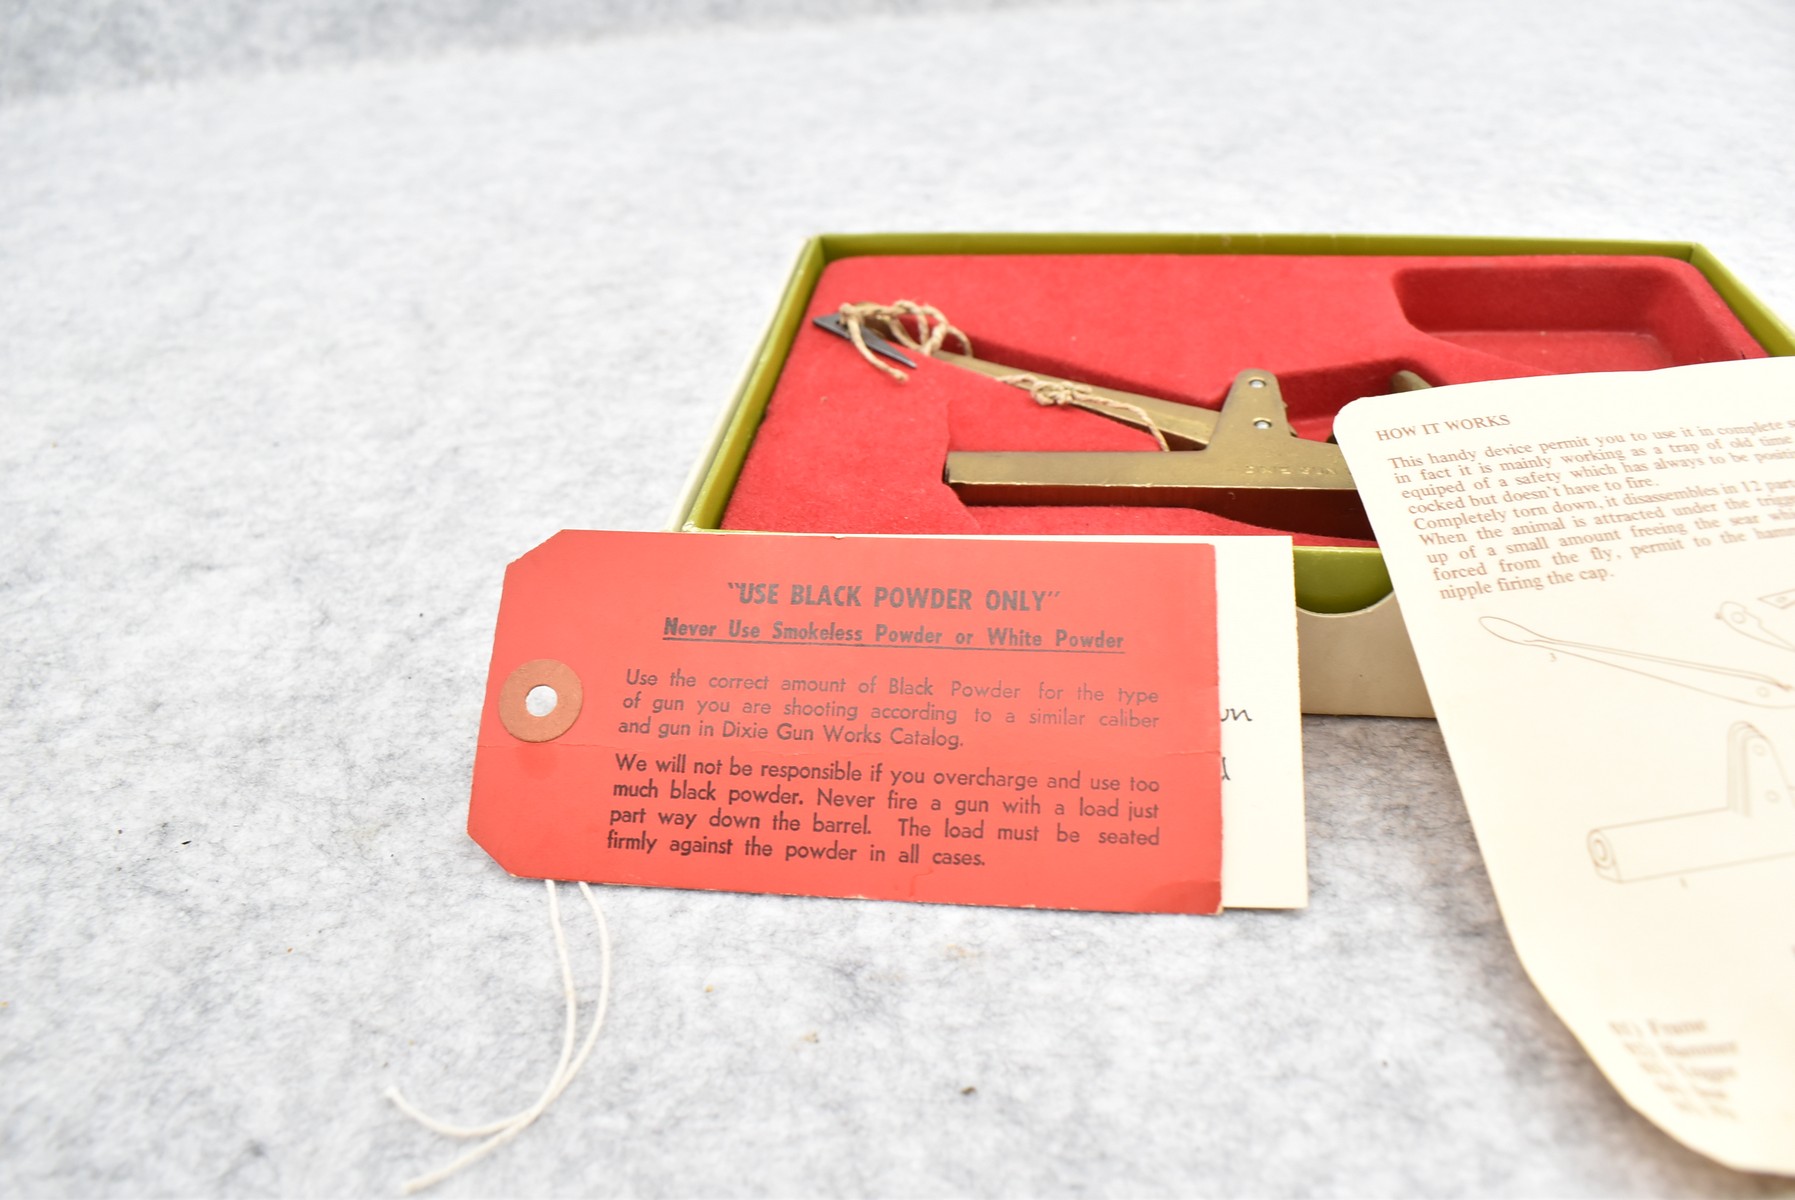 "USE BLACK POWDER ONLY"
Never Use Smokeless Powder or White Powder
Use the correct amount of Black Powder for the type
of gun you are shooting according to a similar caliber
and gun in Dixie Gun Works Catalog.
We will not be responsible if you overcharge and use too
much black powder. Never fire a gun with a load just
part way down the barrel. The load must be seated
firmly against the powder in all cases.
HOW IT WORKS
This handy device permit you to use it in complete
in fact it is mainly working as a trap of old time
equiped of a safety which has always to be
cocked but doesn't have to fire.
Completely torn down, it disassembles in 12
When the animal is attracted under the
up of a small amount freeing the sear
forced from the fly, permit to the
nipple firing the cap.
3
Frame